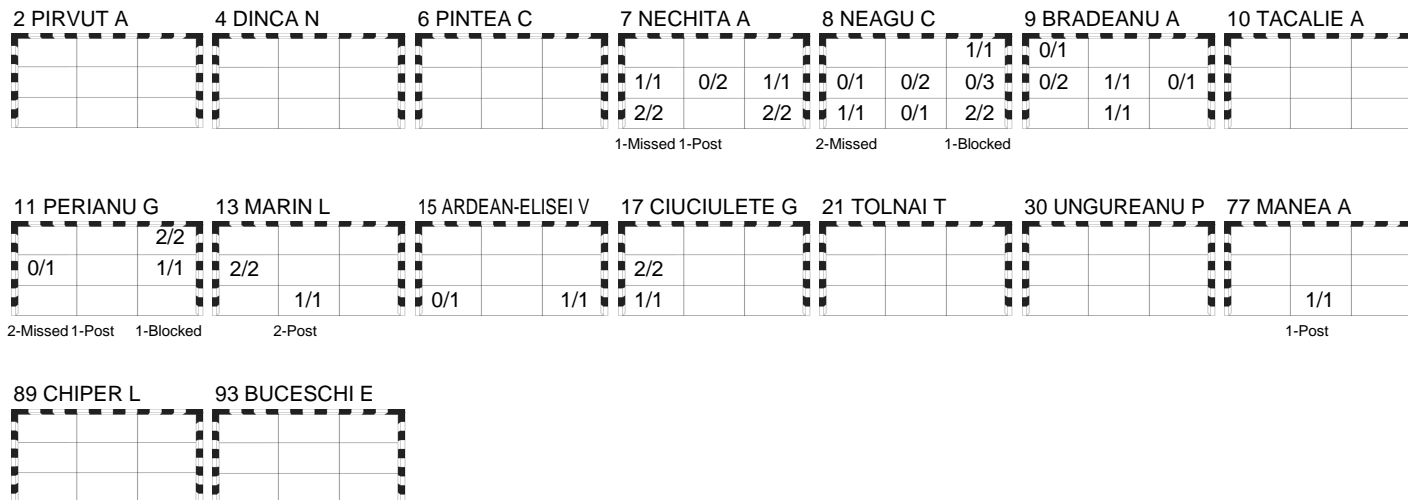 2 PIRVUT A 4 DINCA N 6 PINTEA C 7 NECHITA A 8 NEAGU C 9 BRADEANU A 10 TACALIE A
1/1 0/1
1/1 0/2 1/1 0/1 0/2 0/3 0/2 1/1 0/1
2/2 2/2 1/1 0/1 2/2 1/1
1-Missed 1-Post 2-Missed 1-Blocked
11 PERIANU G 13 MARIN L 15 ARDEAN-ELISEI V 17 CIUCIULETE G 21 TOLNAI T 30 UNGUREANU P 77 MANEA A
2/2
0/1 1/1 2/2 2/2
1/1 0/1 1/1 1/1 1/1
2-Missed 1-Post 1-Blocked 2-Post 1-Post
89 CHIPER L 93 BUCESCHI E